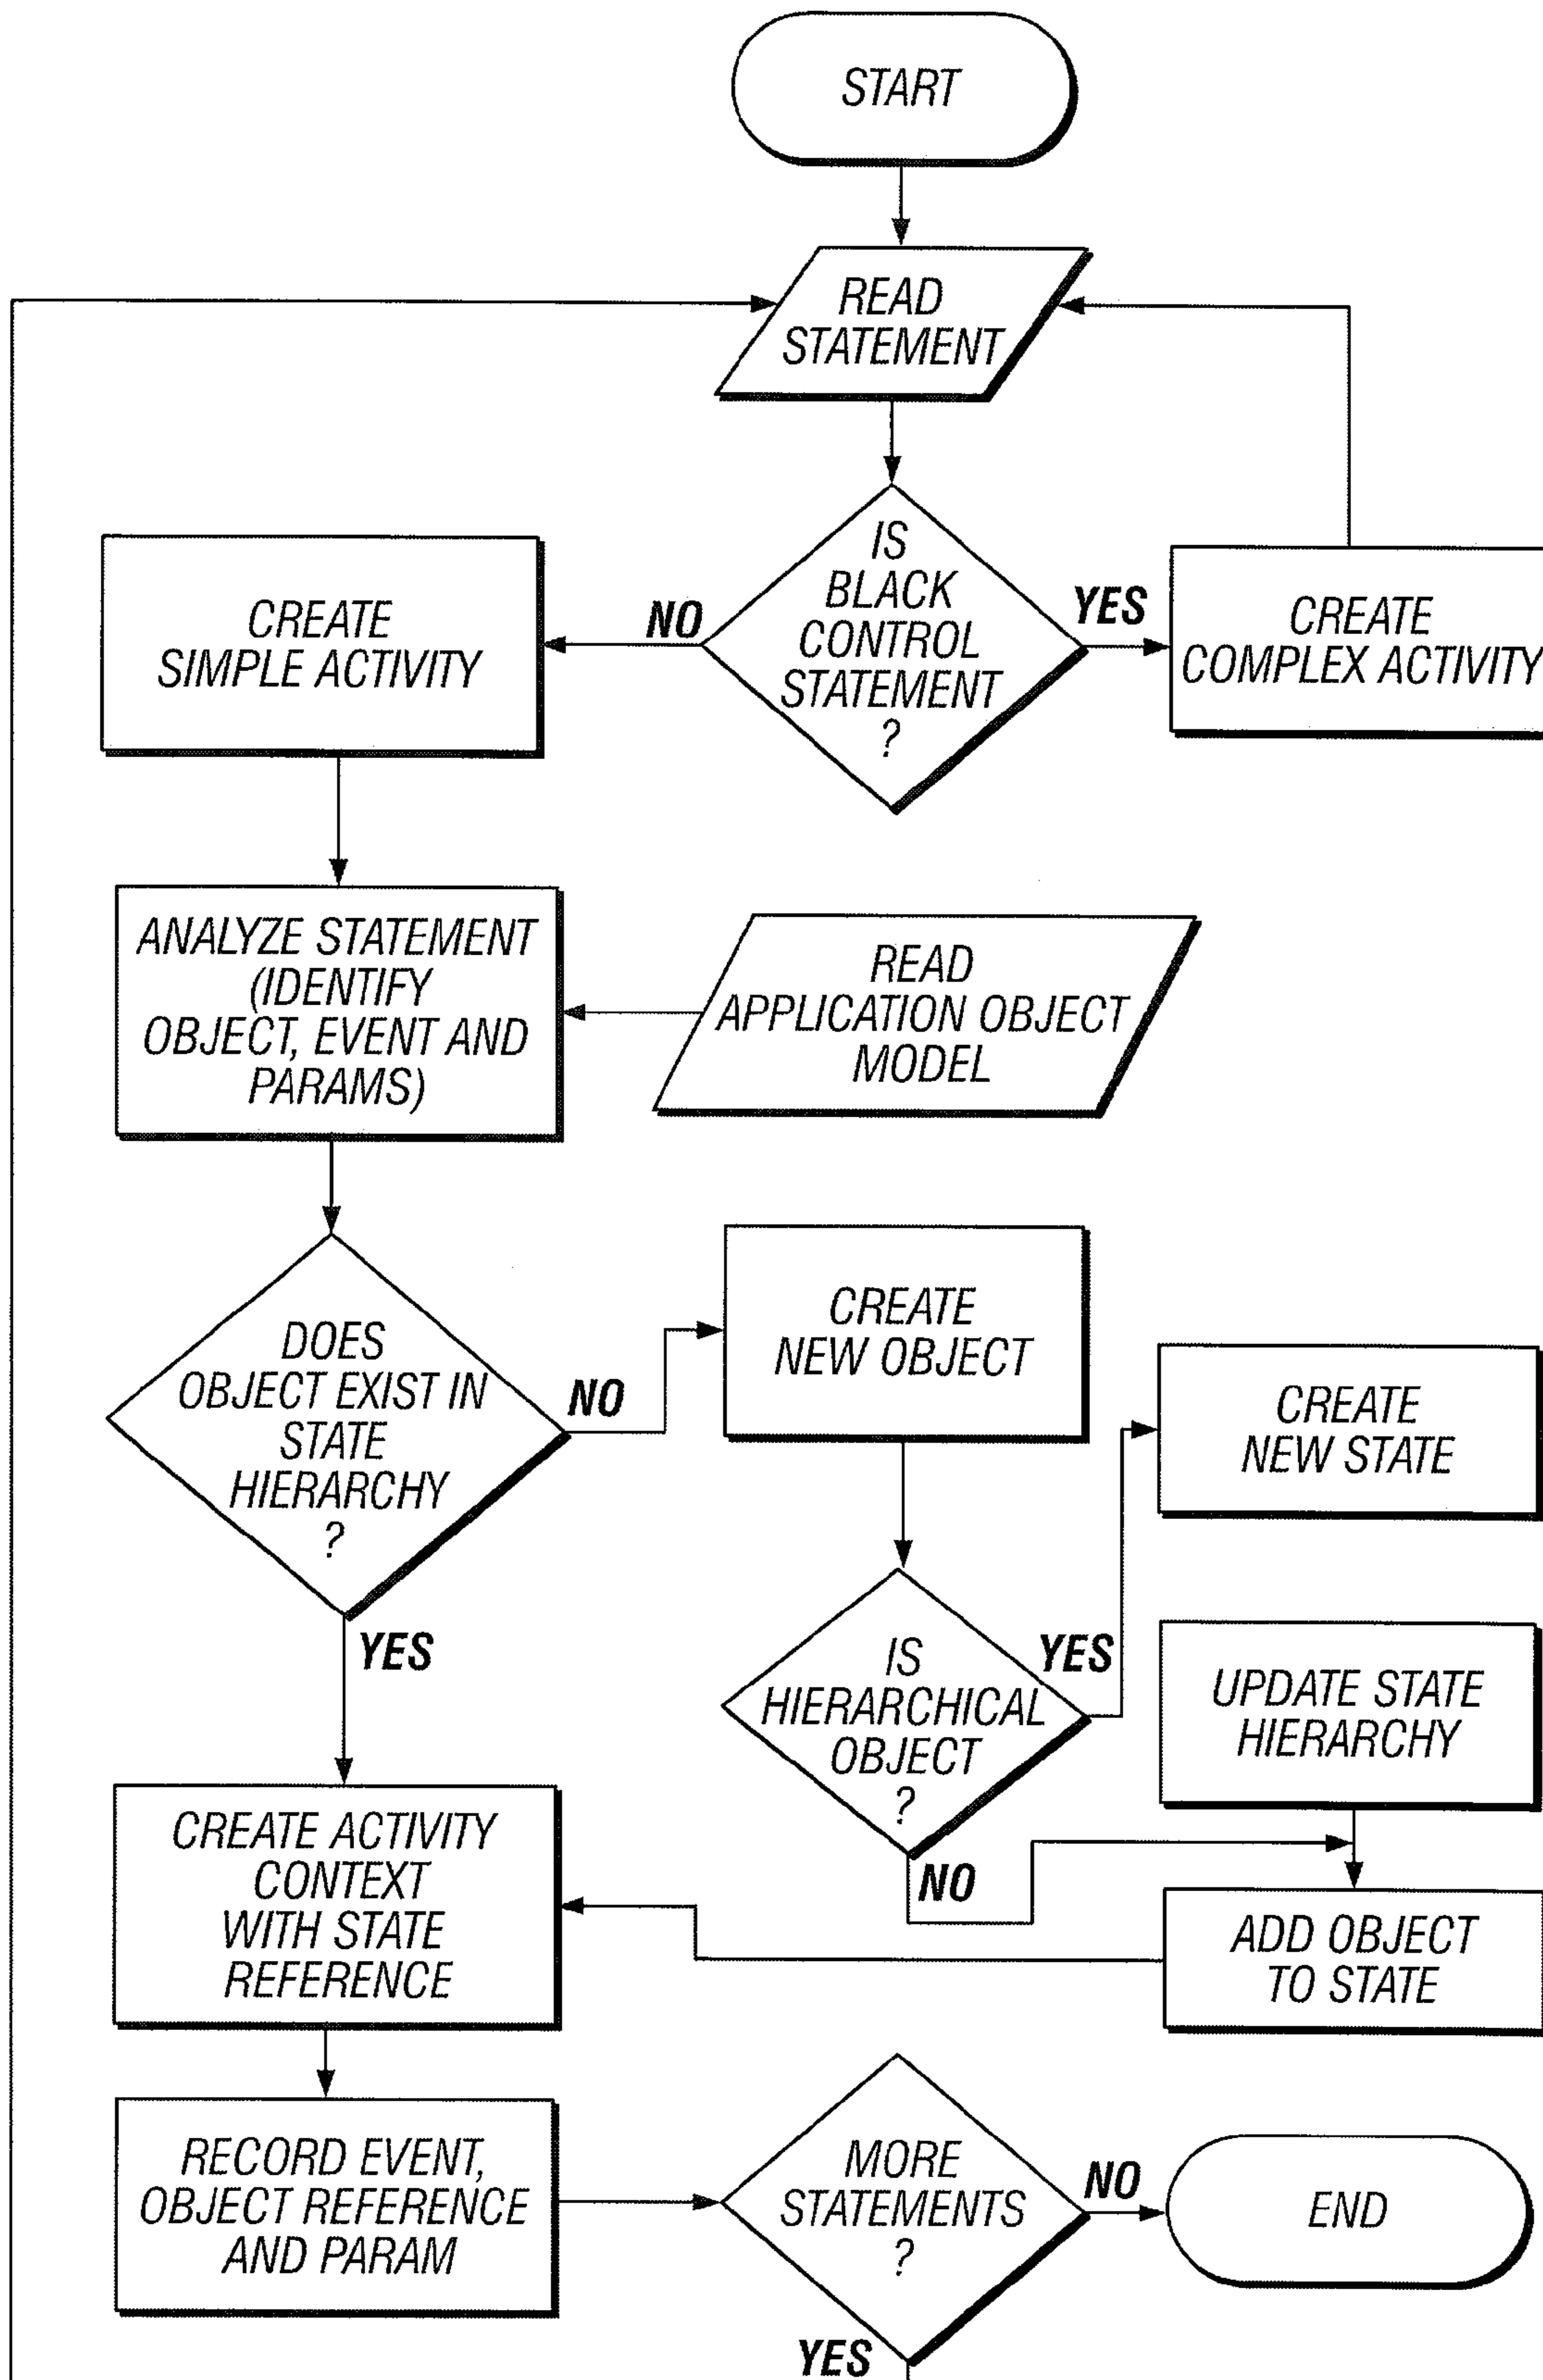 START
READ
STATEMENT
IS
BLACK
CONTROL
STATEMENT
?
NO
YES
CREATE
SIMPLE ACTIVITY
CREATE
COMPLEX ACTIVITY
ANALYZE STATEMENT
(IDENTIFY
OBJECT, EVENT AND
PARAMS)
READ
APPLICATION OBJECT
MODEL
DOES
OBJECT EXIST IN
STATE
HIERARCHY
?
NO
YES
CREATE
NEW OBJECT
CREATE
NEW STATE
IS
HIERARCHICAL
OBJECT
?
YES
NO
UPDATE STATE
HIERARCHY
ADD OBJECT
TO STATE
CREATE ACTIVITY
CONTEXT
WITH STATE
REFERENCE
RECORD EVENT,
OBJECT REFERENCE
AND PARAM
MORE
STATEMENTS
?
NO
YES
END